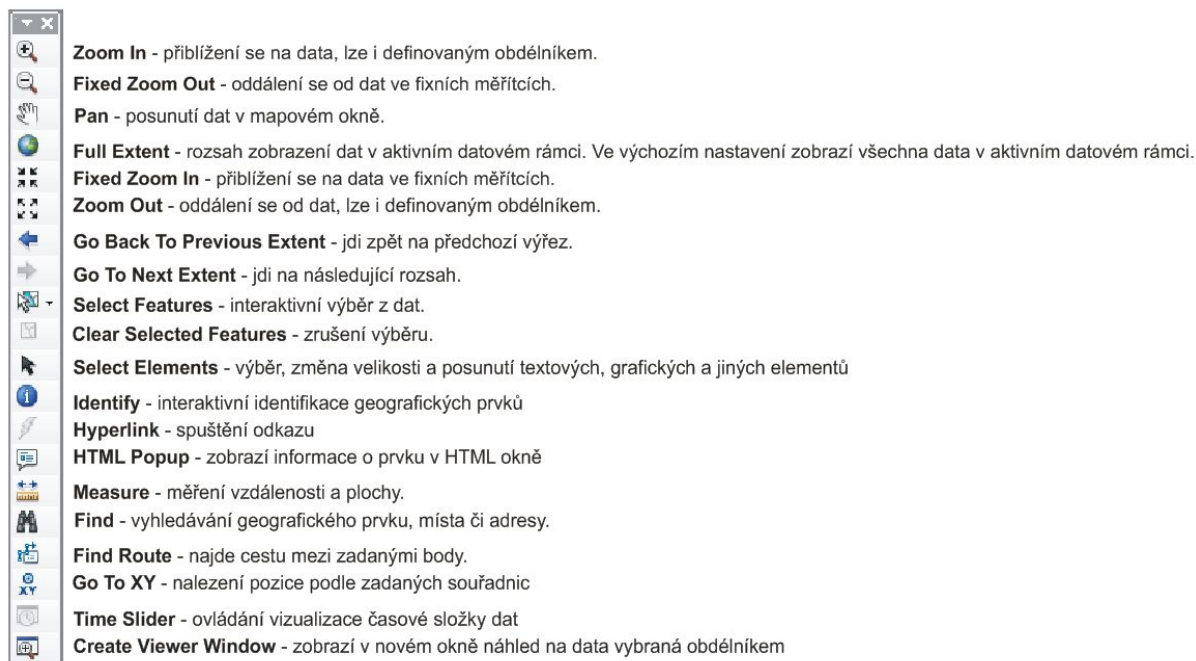 Zoom In - přiblížení se na data, lze i definovaným obdélníkem.
Fixed Zoom Out - oddálení se od dat ve fixních měřítcích.
Pan - posunutí dat v mapovém okně.
Full Extent - rozsah zobrazení dat v aktivním datovém rámci. Ve výchozím nastavení zobrazí všechna data v aktivním datovém rámci.
Fixed Zoom In - přiblížení se na data ve fixních měřítcích.
Zoom Out - oddálení se od dat, lze i definovaným obdélníkem.
Go Back To Previous Extent - jdi zpět na předchozí výřez.
Go To Next Extent - jdi na následující rozsah.
Select Features - interaktivní výběr z dat.
Clear Selected Features - zrušení výběru.
Select Elements - výběr, změna velikosti a posunutí textových, grafických a jiných elementů
Identify - interaktivní identifikace geografických prvků
Hyperlink - spuštění odkazu
HTML Popup - zobrazí informace o prvku v HTML okně
Measure - měření vzdálenosti a plochy.
Find - vyhledávání geografického prvku, místa či adresy.
Find Route - najde cestu mezi zadanými body.
XY Go To XY - nalezení pozice podle zadaných souřadnic
Time Slider - ovládání vizualizace časové složky dat
Create Viewer Window - zobrazí v novém okně náhled na data vybraná obdélníkem